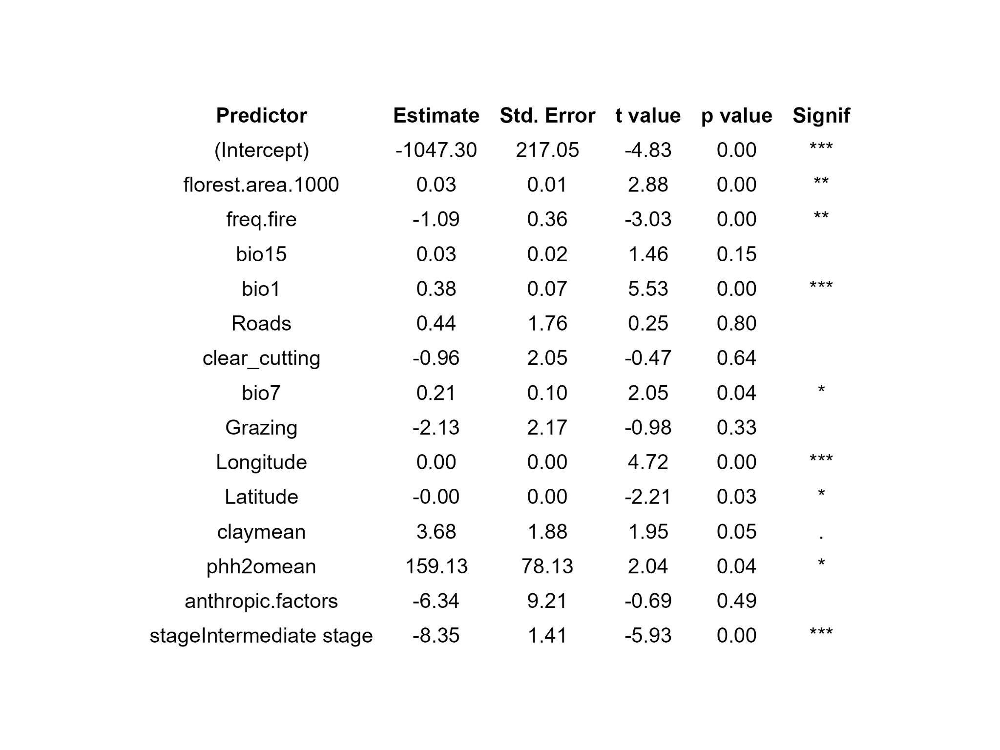 Predictor Estimate Std. Error t value p value Signif
(Intercept) -1047.30 217.05 -4.83 0.00 ***
florest.area.1000 0.03 0.01 2.88 0.00 **
freq.fire -1.09 0.36 -3.03 0.00 **
bio15 0.03 0.02 1.46 0.15
bio1 0.38 0.07 5.53 0.00 ***
Roads 0.44 1.76 0.25 0.80
clear_cutting -0.96 2.05 -0.47 0.64
bio7 0.21 0.10 2.05 0.04 *
Grazing -2.13 2.17 -0.98 0.33
Longitude 0.00 0.00 4.72 0.00 ***
Latitude -0.00 0.00 -2.21 0.03 *
claymean 3.68 1.88 1.95 0.05 .
phh2omean 159.13 78.13 2.04 0.04 *
anthropic.factors -6.34 9.21 -0.69 0.49
stageIntermediate stage -8.35 1.41 -5.93 0.00 ***